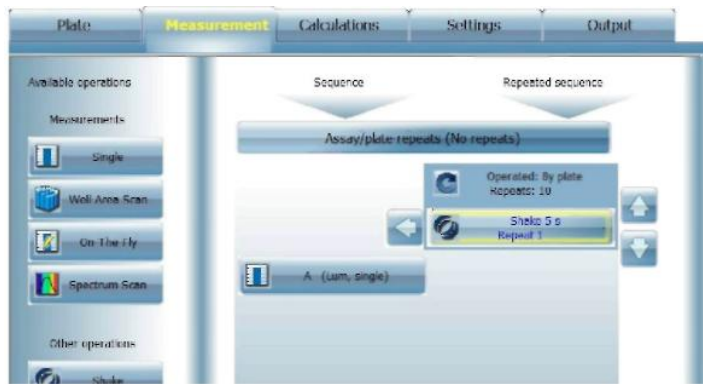 Plate Measurement Calculations Settings Output
Available operations
Sequence Repeated sequence
Measurements
Assay/plate repeats (No repeats)
Single
Operated: By plate
Repeats: 10
Well Area Scan
Shake 5 s
Repeat 1
On The Fly
A (Lum, single)
Spectrum Scan
Other operations
Shake